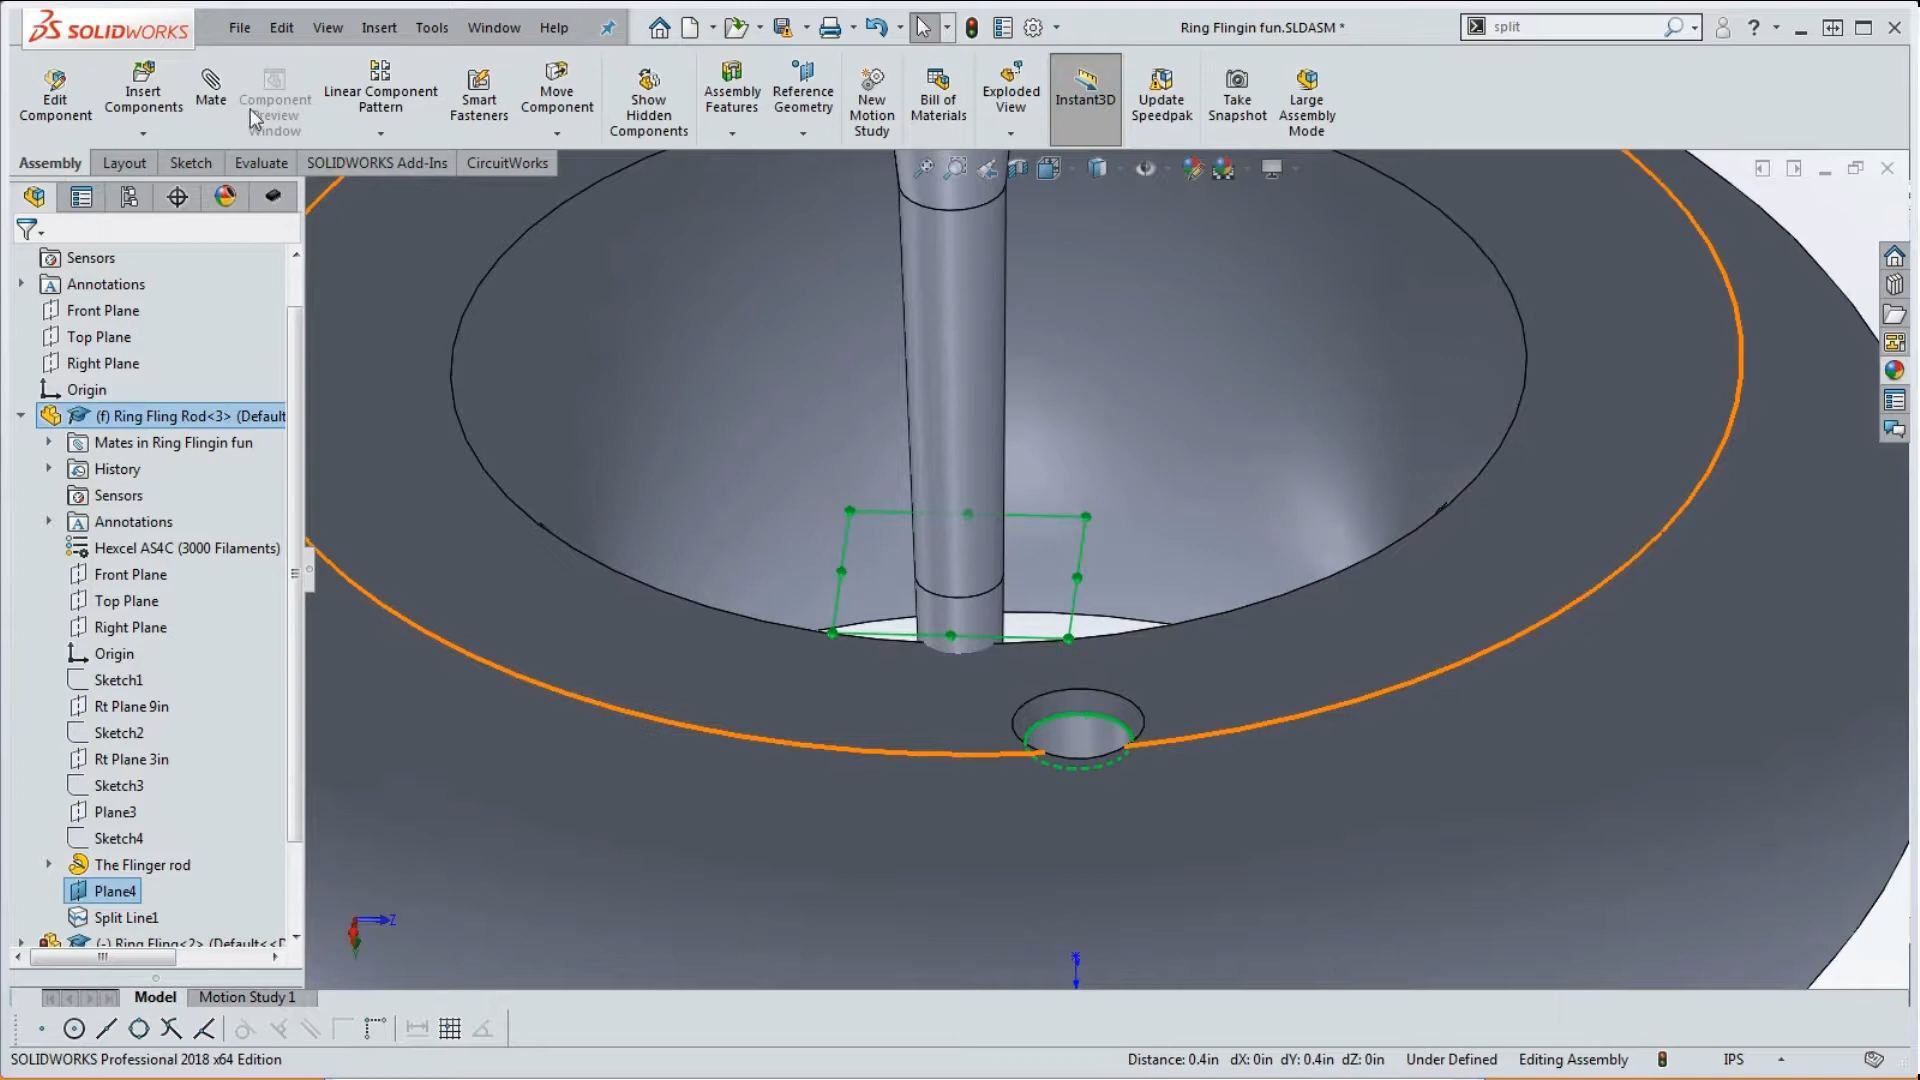 SOLIDWORKS
File Edit View Insert Tools Window Help
Ring Flingin fun.SLDASM *
split
Edit Component
Insert Components
Mate
Component Preview Window
Linear Component Pattern
Smart Fasteners
Move Component
Show Hidden Components
Assembly Features
Reference Geometry
New Motion Study
Bill of Materials
Exploded View
Instant3D
Update Speedpak
Take Snapshot
Large Assembly Mode
Assembly Layout Sketch Evaluate SOLIDWORKS Add-Ins CircuitWorks
Sensors
Annotations
Front Plane
Top Plane
Right Plane
Origin
(f) Ring Fling Rod<3> (Default
Mates in Ring Flingin fun
History
Sensors
Annotations
Hexcel AS4C (3000 Filaments)
Front Plane
Top Plane
Right Plane
Origin
Sketch1
Rt Plane 9in
Sketch2
Rt Plane 3in
Sketch3
Plane3
Sketch4
The Flinger rod
Plane4
Split Line1
(-) Ring Fling<2> (Default<<D
Z
Model Motion Study 1
SOLIDWORKS Professional 2018 x64 Edition
Distance: 0.4in dX: 0in dY: 0.4in dZ: 0in Under Defined Editing Assembly IPS